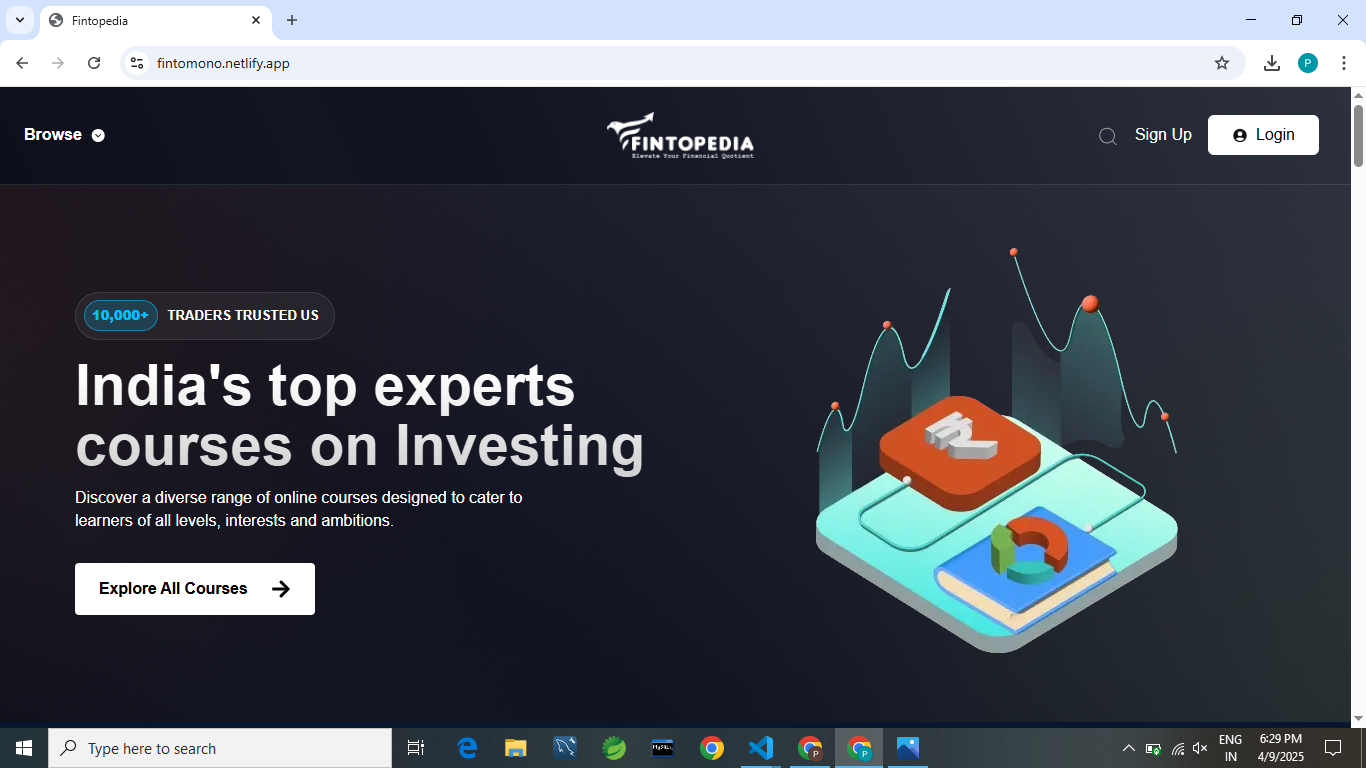 Fintopedia
fintomono.netlify.app
P
Browse
FINTOPEDIA
Elevate Your Financial Quotient
Sign Up
Login
10,000+ TRADERS TRUSTED US
India's top experts
courses on Investing
Discover a diverse range of online courses designed to cater to
learners of all levels, interests and ambitions.
Explore All Courses
Type here to search
MySQL
P
P
ENG
IN
6:29 PM
4/9/2025